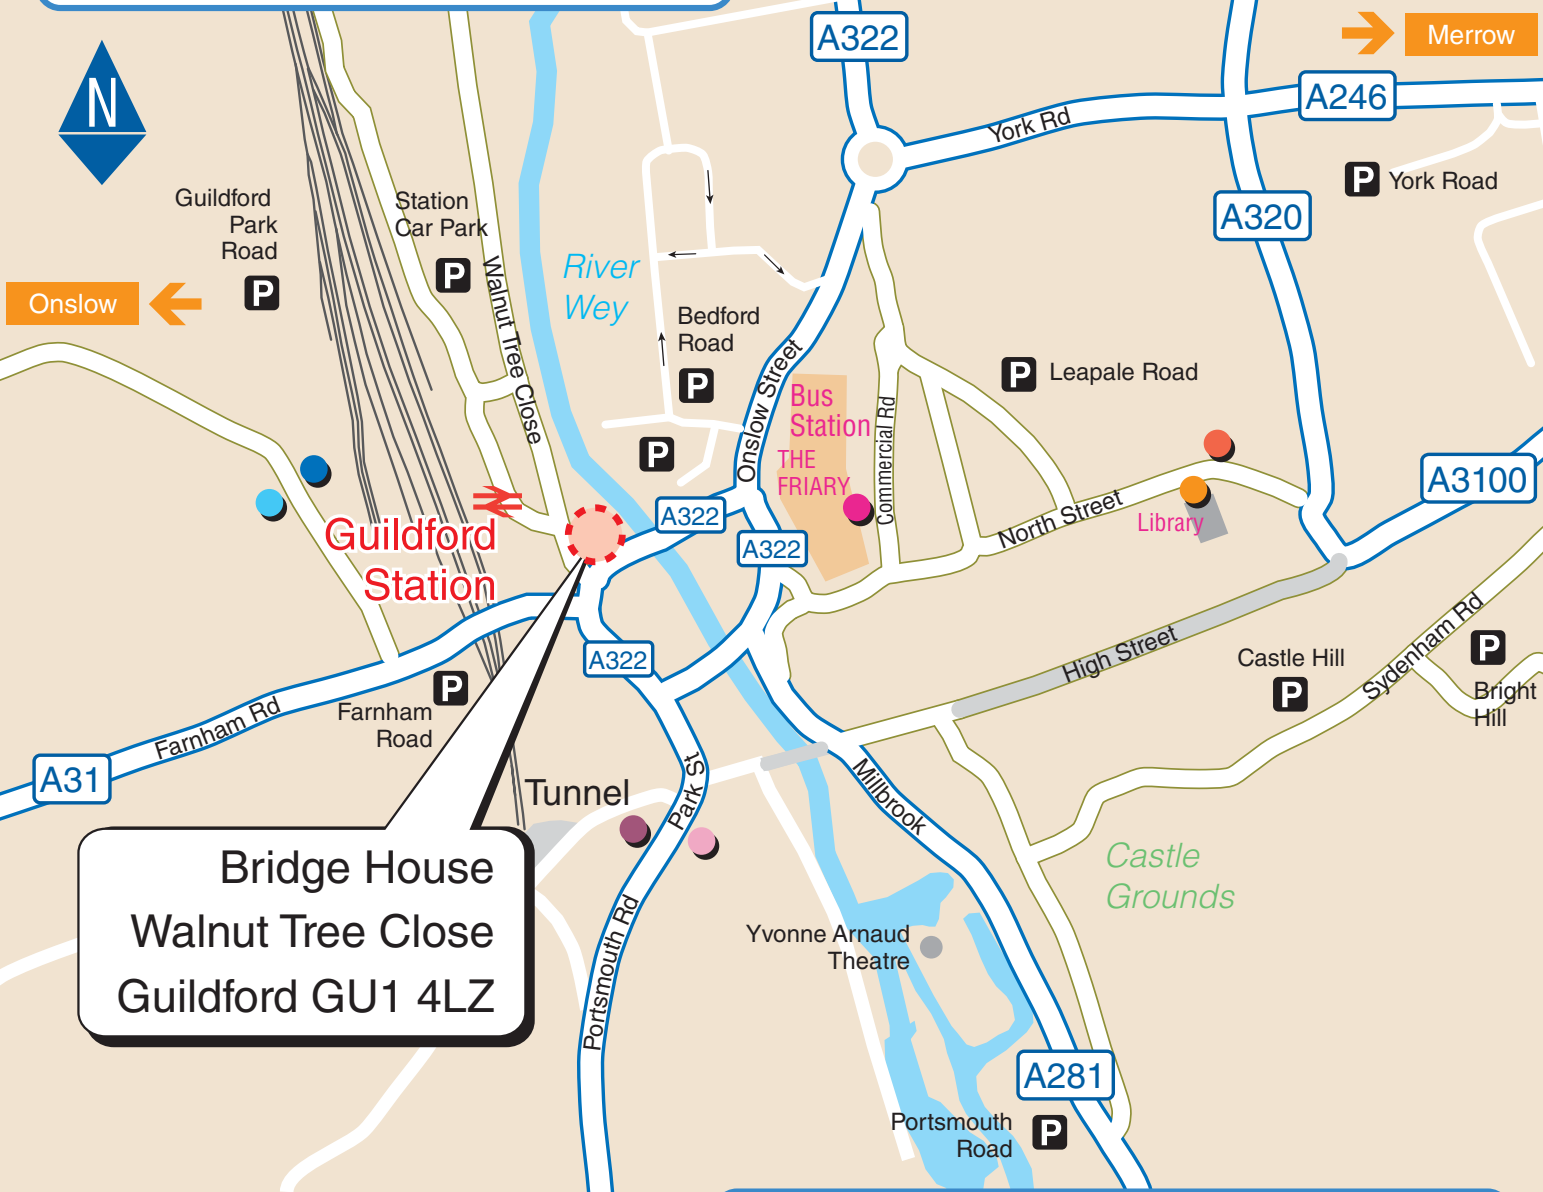 A322
Merrow
N
A246
York Rd
York Road
P
A320
Guildford
Park
Road
P
Station
Car Park
P
Walnut Tree Close
River
Wey
Onslow
Bedford
Road
P
Onslow Street
Bus
Station
THE
FRIARY
Commercial Rd
P
Leapale Road
P
A3100
North Street
Library
A322
A322
Guildford
Station
A322
High Street
Castle Hill
P
Sydenham Rd
P
Bright
Hill
P
Farnham
Road
Farnham Rd
A31
Tunnel
Park St
Millbrook
Bridge House
Walnut Tree Close
Guildford GU1 4LZ
Castle
Grounds
Portsmouth Rd
Yvonne Arnaud
Theatre
A281
Portsmouth
Road
P